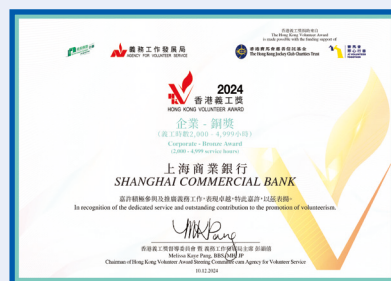 香港義工獎捐助項目
The Hong Kong Volunteer Award
is made possible with the funding support of
義務工作發展局
AGENCY FOR VOLUNTEER SERVICE
香港賽馬會慈善信託基金
The Hong Kong Jockey Club Charities Trust
2024
香港義工獎
HONG KONG VOLUNTEER AWARD
企業 - 銅獎
(義工時數2,000 - 4,999小時)
Corporate - Bronze Award
(2,000 - 4,999 service hours)
上海商業銀行
SHANGHAI COMMERCIAL BANK
嘉許積極參與及推廣義務工作，表現卓越，特此嘉許，以茲表揚。
In recognition of the dedicated service and outstanding contribution to the promotion of volunteerism.
香港義工獎督導委員會 暨 義務工作發展局主席 彭穎僖
Melissa Kaye Pang, BBS, MH, JP
Chairman of Hong Kong Volunteer Award Steering Committee cum Agency for Volunteer Service
10.12.2024